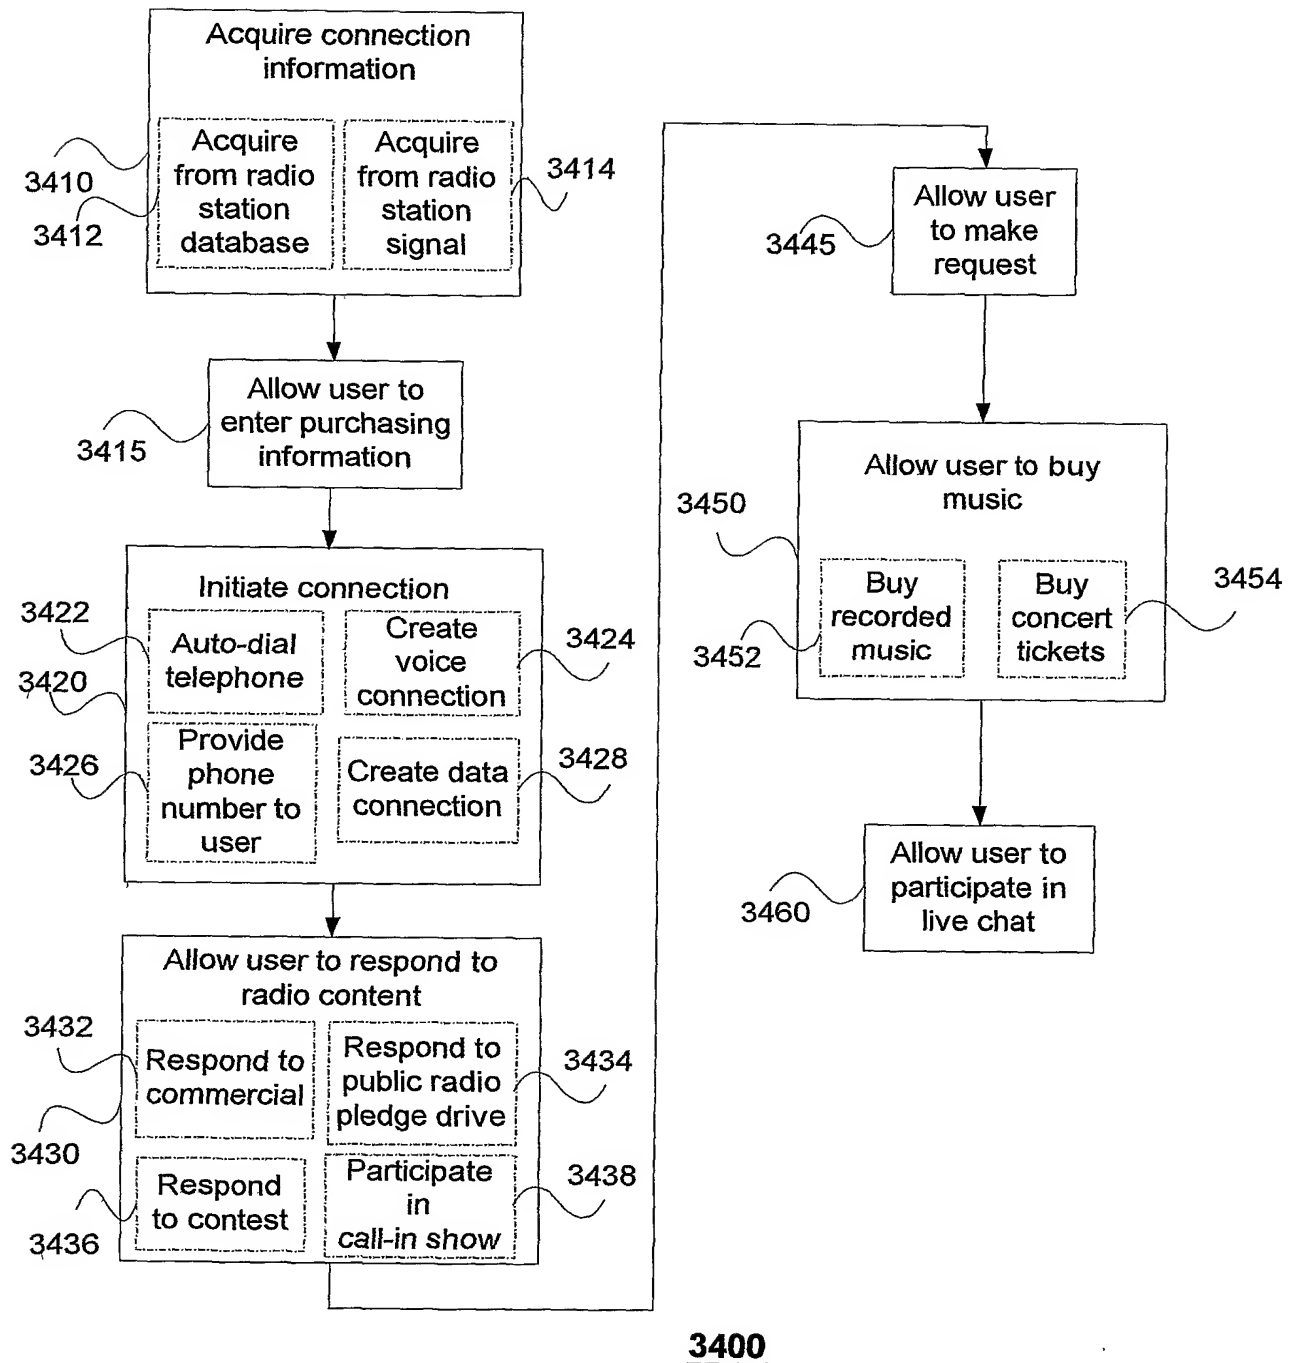 Acquire connection
information
Acquire
from radio
station
database
Acquire
from radio
station
signal
3410
3412
3414
Allow user to
enter purchasing
information
3415
Initiate connection
Auto-dial
telephone
Create
voice
connection
Provide
phone
number to
user
Create data
connection
3422
3420
3424
3426
3428
Allow user to respond to
radio content
Respond to
commercial
Respond to
public radio
pledge drive
Respond
to contest
Participate
in
call-in show
3432
3434
3430
3436
3438
Allow user
to make
request
3445
Allow user to buy
music
Buy
recorded
music
Buy
concert
tickets
3450
3452
3454
Allow user to
participate in
live chat
3460
3400